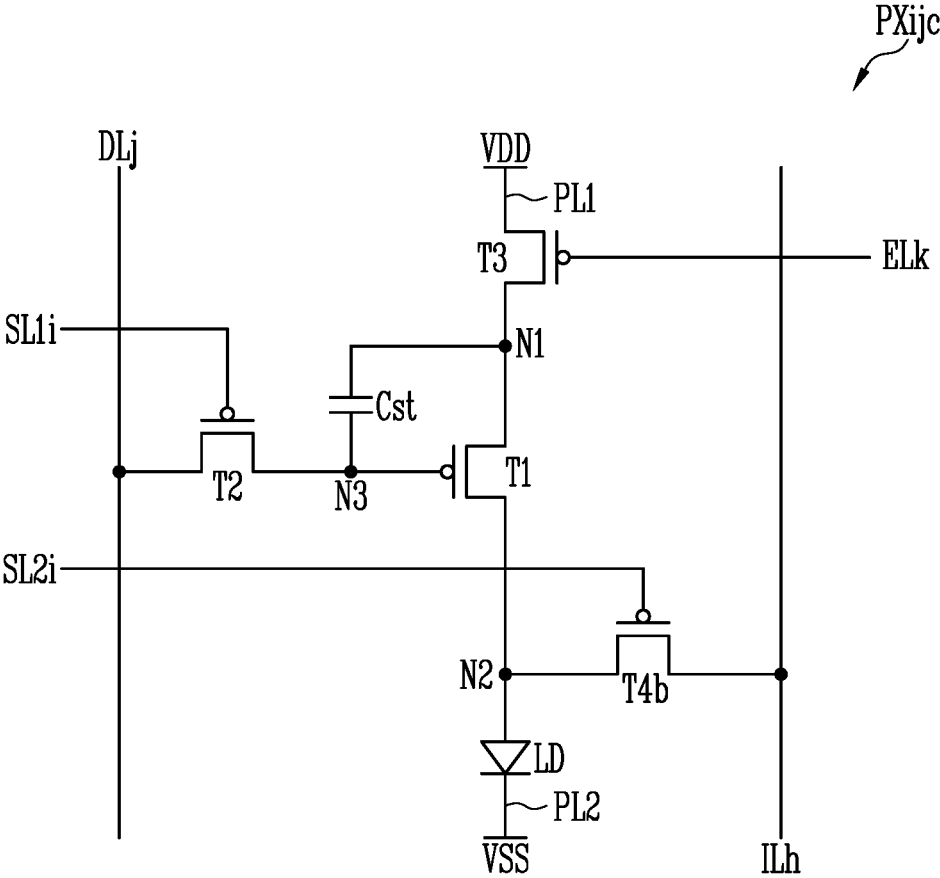 PXijc
DLj
VDD
PL1
T3
ELk
SL1i
N1
Cst
T1
T2
N3
SL2i
N2
T4b
LD
PL2
VSS
ILh